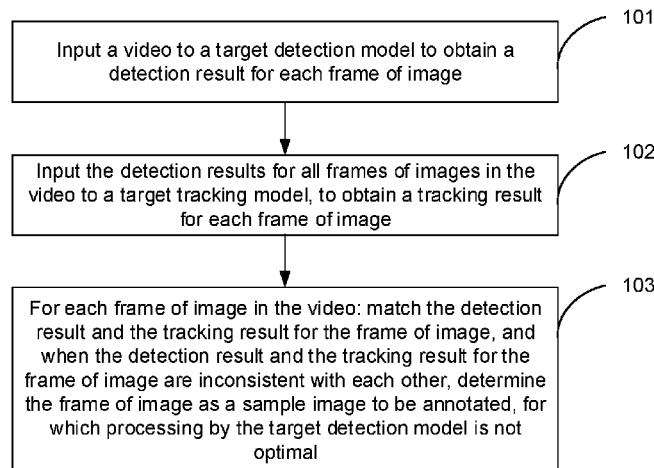 101
Input a video to a target detection model to obtain a
detection result for each frame of image
102
Input the detection results for all frames of images in the
video to a target tracking model, to obtain a tracking result
for each frame of image
103
For each frame of image in the video: match the detection
result and the tracking result for the frame of image, and
when the detection result and the tracking result for the
frame of image are inconsistent with each other, determine
the frame of image as a sample image to be annotated, for
which processing by the target detection model is not
optimal